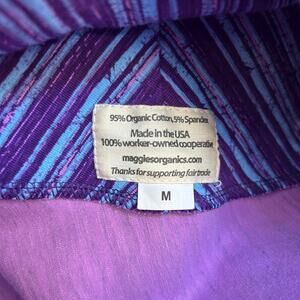 95% Organic Cotton, 5% Spandex
Made in the USA
100% worker-owned cooperative
maggiesorganics.com
Thanks for supporting fair trade
M